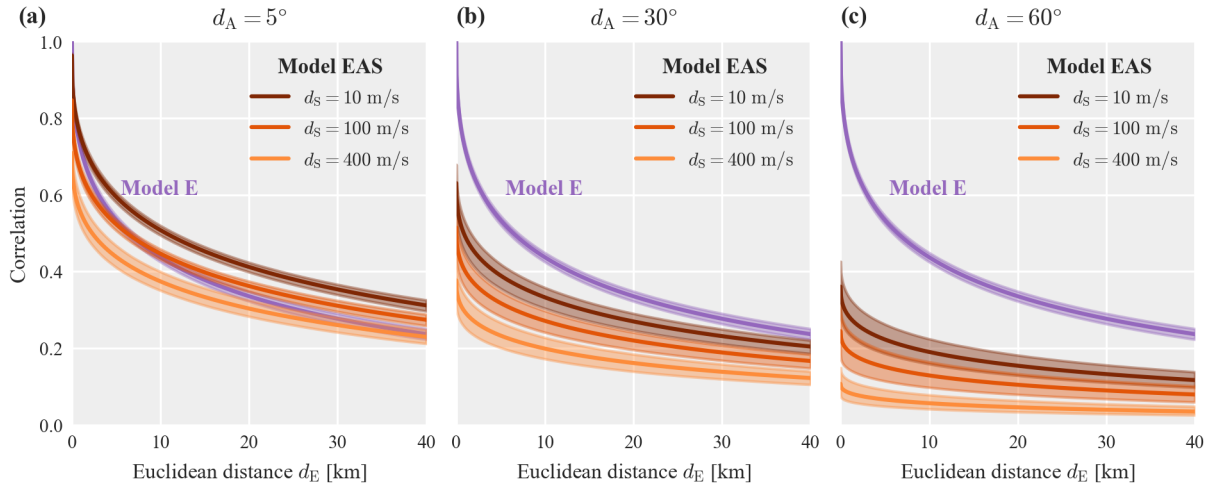 (a) d_A = 5°
Model EAS
d_S = 10 m/s
d_S = 100 m/s
d_S = 400 m/s
Model E
Correlation
1.0
0.8
0.6
0.4
0.2
0.0
0 10 20 30 40
Euclidean distance d_E [km]
(b) d_A = 30°
Model EAS
d_S = 10 m/s
d_S = 100 m/s
d_S = 400 m/s
Model E
0 10 20 30 40
Euclidean distance d_E [km]
(c) d_A = 60°
Model EAS
d_S = 10 m/s
d_S = 100 m/s
d_S = 400 m/s
Model E
0 10 20 30 40
Euclidean distance d_E [km]